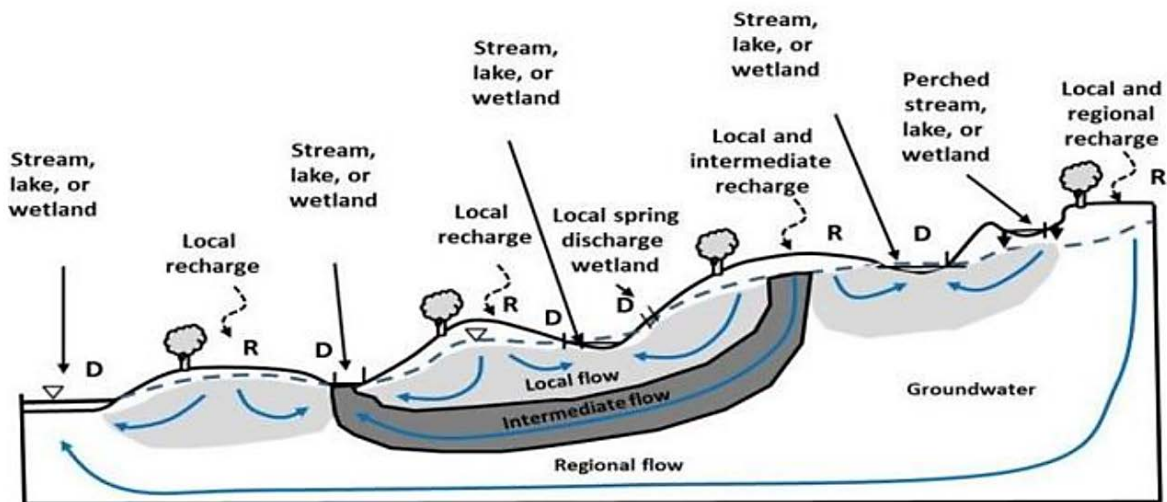 Stream,
lake, or
wetland
Stream,
lake, or
wetland
Stream,
lake, or
wetland
Stream,
lake, or
wetland
Perched
stream,
lake, or
wetland
Local and
regional
recharge
Local and
intermediate
recharge
Local
recharge
Local
recharge
Local spring
discharge
wetland
D
R
D
R
D
D
R
D
R
Local flow
Intermediate flow
Groundwater
Regional flow